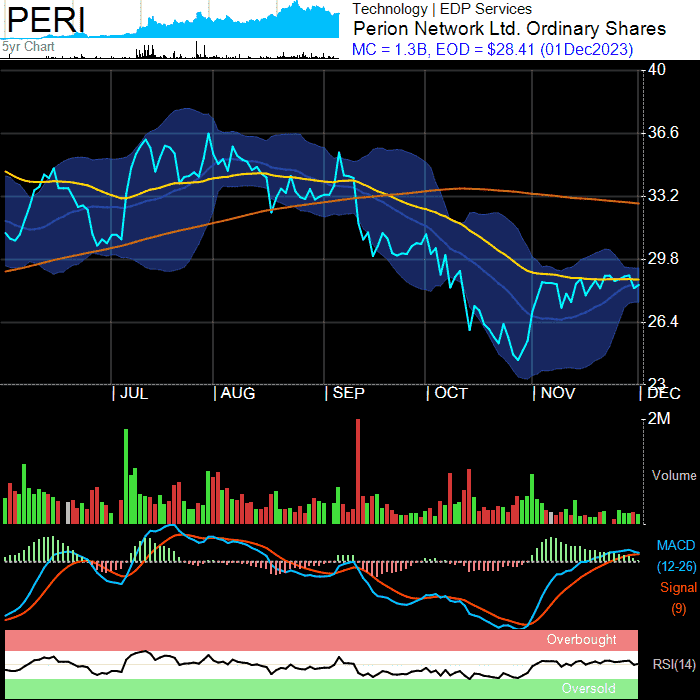 PERI
5yr Chart
Technology | EDP Services
Perion Network Ltd. Ordinary Shares
MC = 1.3B, EOD = $28.41 (01Dec2023)
40
36.6
33.2
29.8
26.4
23
| JUL | AUG | SEP | OCT | NOV | DEC
2M
Volume
MACD
(12-26)
Signal
(9)
Overbought
RSI(14)
Oversold